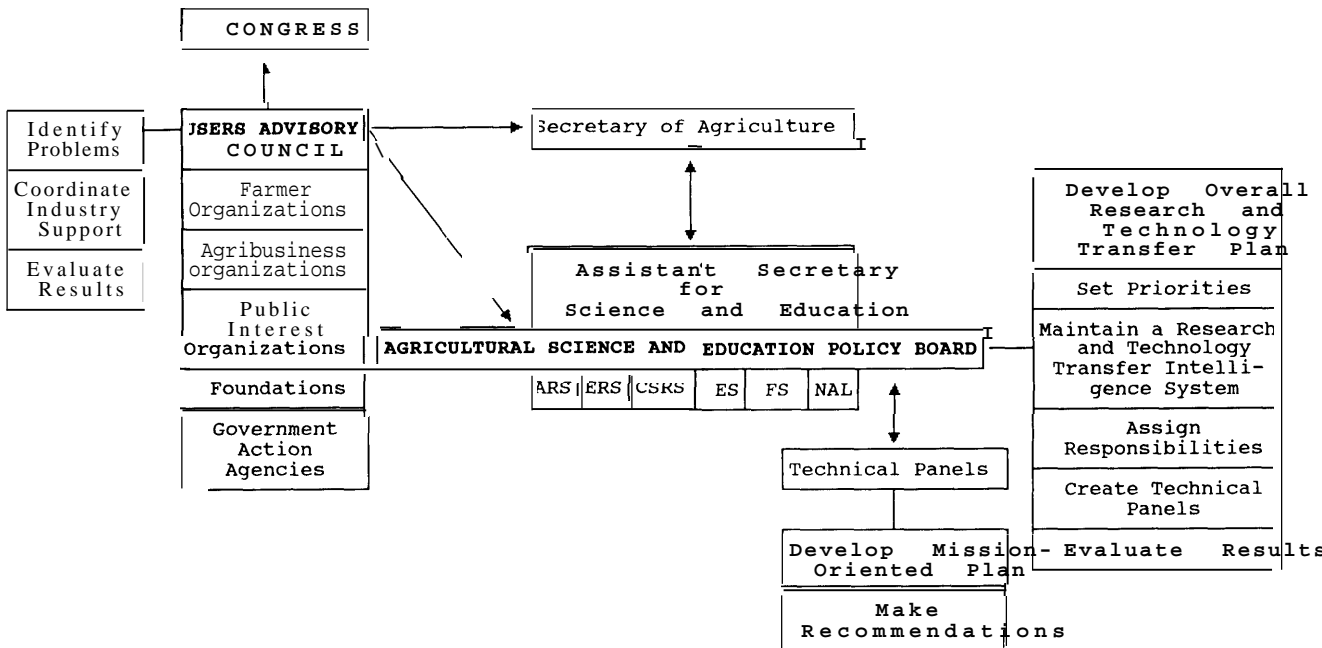 CONGRESS
Identify
Problems
Coordinate
Industry
Support
Evaluate
Results
USERS ADVISORY
COUNCIL
Farmer
Organizations
Agribusiness
organizations
Public
Interest
Organizations
Foundations
Government
Action
Agencies
Secretary of Agriculture
Assistant Secretary
for
Science and Education
AGRICULTURAL SCIENCE AND EDUCATION POLICY BOARD
ARS ERS CSRS ES FS NAL
Technical Panels
Develop Mission-
Oriented Plan
Make
Recommendations
Develop Overall
Research and
Technology
Transfer Plan
Set Priorities
Maintain a Research
and Technology
Transfer Intelli-
gence System
Assign
Responsibilities
Create Technical
Panels
Evaluate Results